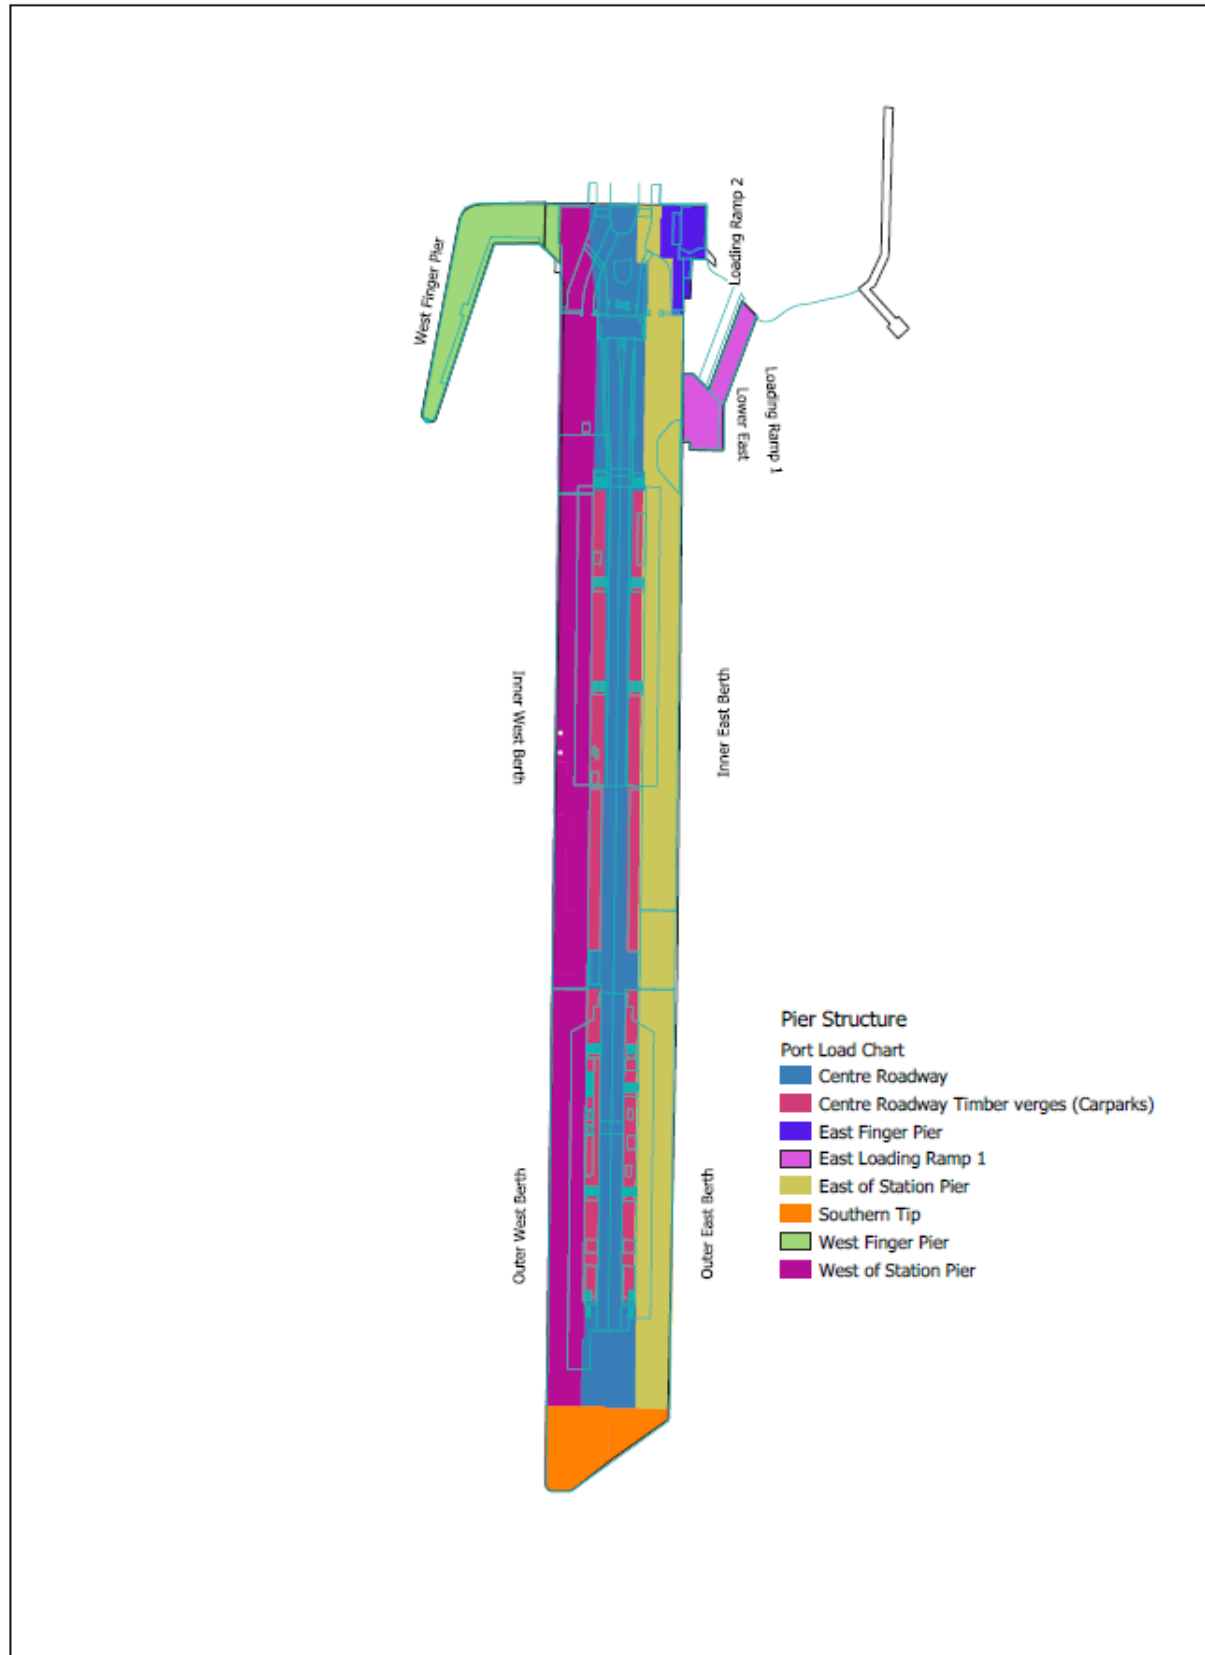 Loading Ramp 2
West Finger Pier
Loading Ramp 1
Lower East
Inner West Berth
Inner East Berth
Outer West Berth
Outer East Berth
Pier Structure
Port Load Chart
Centre Roadway
Centre Roadway Timber verges (Carparks)
East Finger Pier
East Loading Ramp 1
East of Station Pier
Southern Tip
West Finger Pier
West of Station Pier